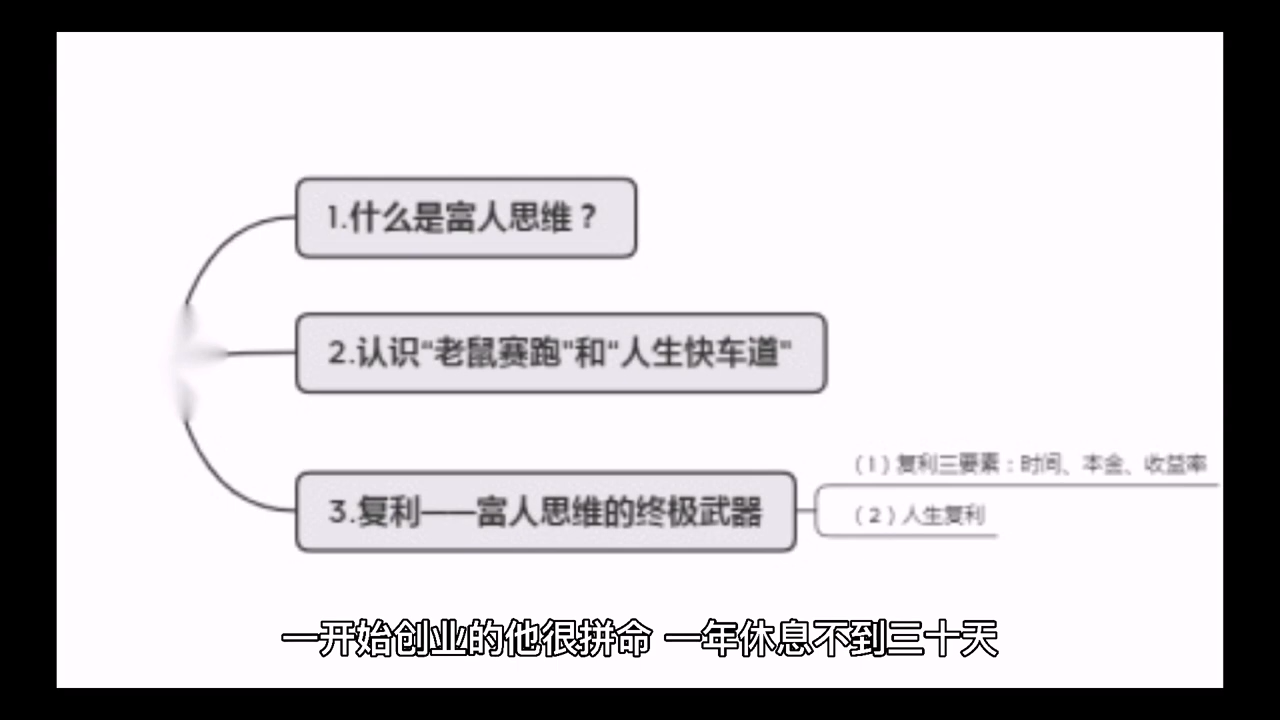 1.什么是富人思维？
2.认识“老鼠赛跑”和“人生快车道”
3.复利——富人思维的终极武器
（1）复利三要素：时间、本金、收益率
（2）人生复利
一开始创业的他很拼命 一年休息不到三十天